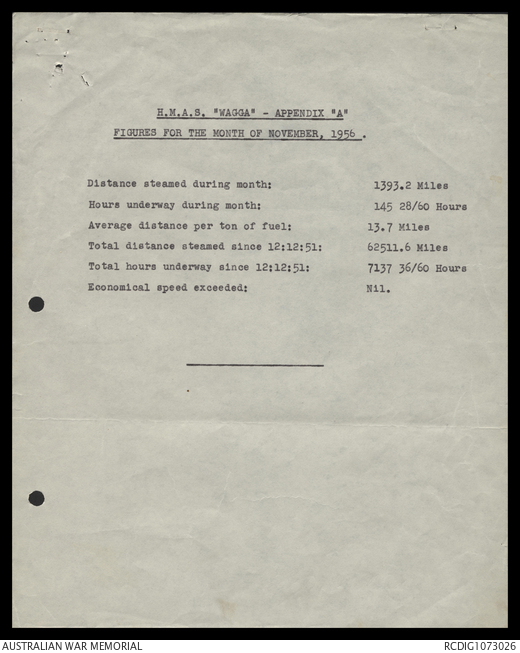 H.M.A.S. "WAGGA" - APPENDIX "A"
FIGURES FOR THE MONTH OF NOVEMBER, 1956 .
Distance steamed during month: 1393.2 Miles
Hours underway during month: 145 28/60 Hours
Average distance per ton of fuel: 13.7 Miles
Total distance steamed since 12:12:51: 62511.6 Miles
Total hours underway since 12:12:51: 7137 36/60 Hours
Economical speed exceeded: Nil.
AUSTRALIAN WAR MEMORIAL RCDIG1073026